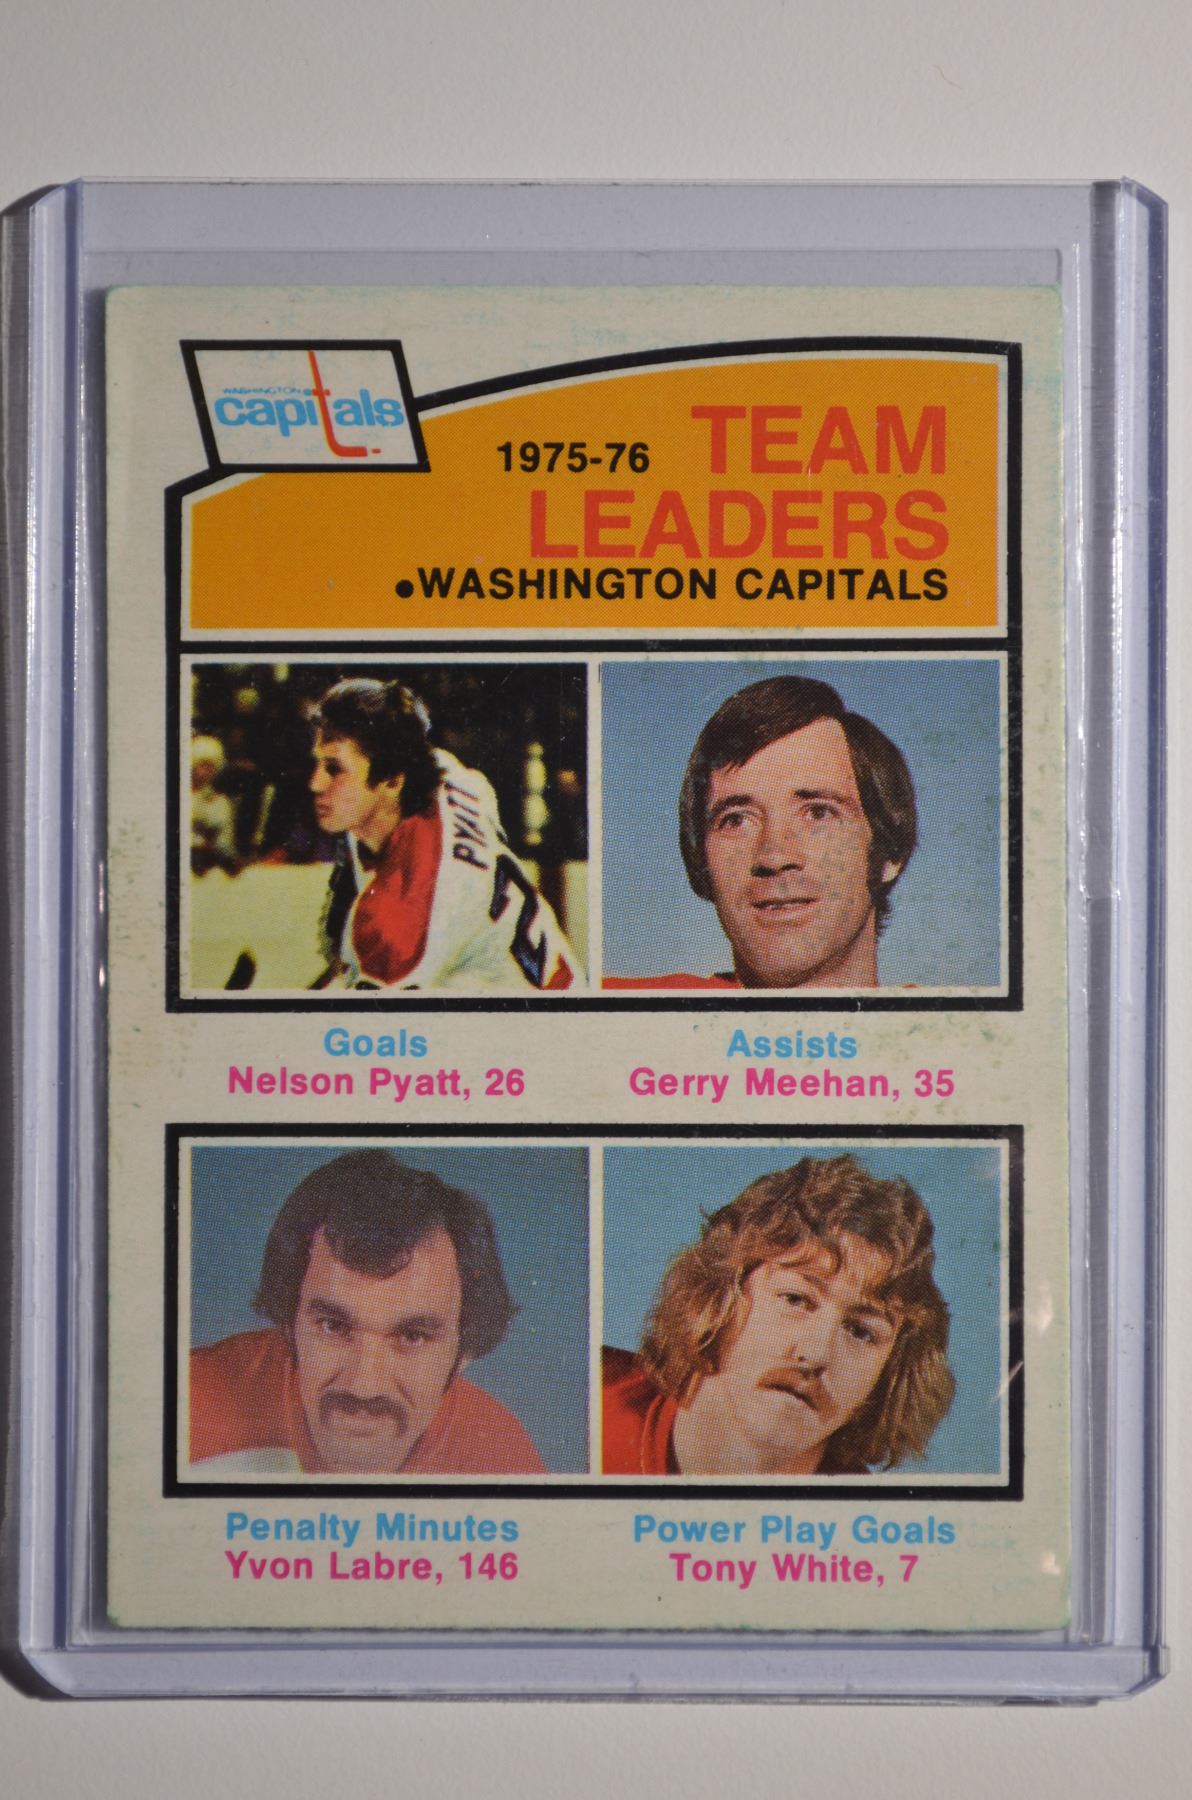 WASHINGTON
capitals
1975-76 TEAM
LEADERS
•WASHINGTON CAPITALS
PYATT
Goals
Nelson Pyatt, 26
Assists
Gerry Meehan, 35
Penalty Minutes
Yvon Labre, 146
Power Play Goals
Tony White, 7